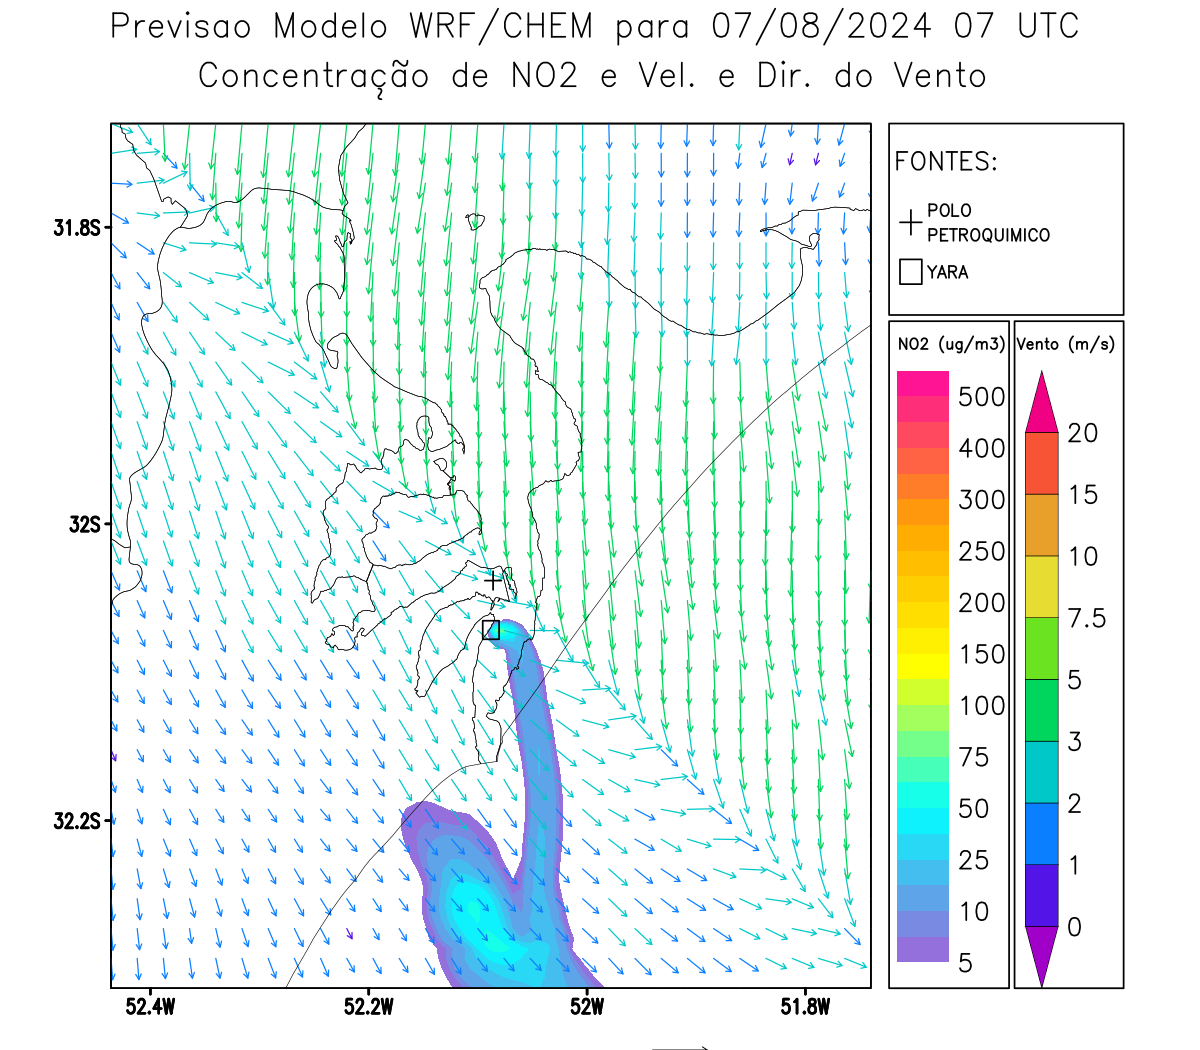 Previsao Modelo WRF/CHEM para 07/08/2024 07 UTC
Concentração de NO2 e Vel. e Dir. do Vento
FONTES:
POLO
PETROQUIMICO
YARA
NO2 (ug/m3)
500
400
300
250
200
150
100
75
50
25
10
5
Vento (m/s)
20
15
10
7.5
5
3
2
1
0
31.8S
32S
32.2S
52.4W
52.2W
52W
51.8W